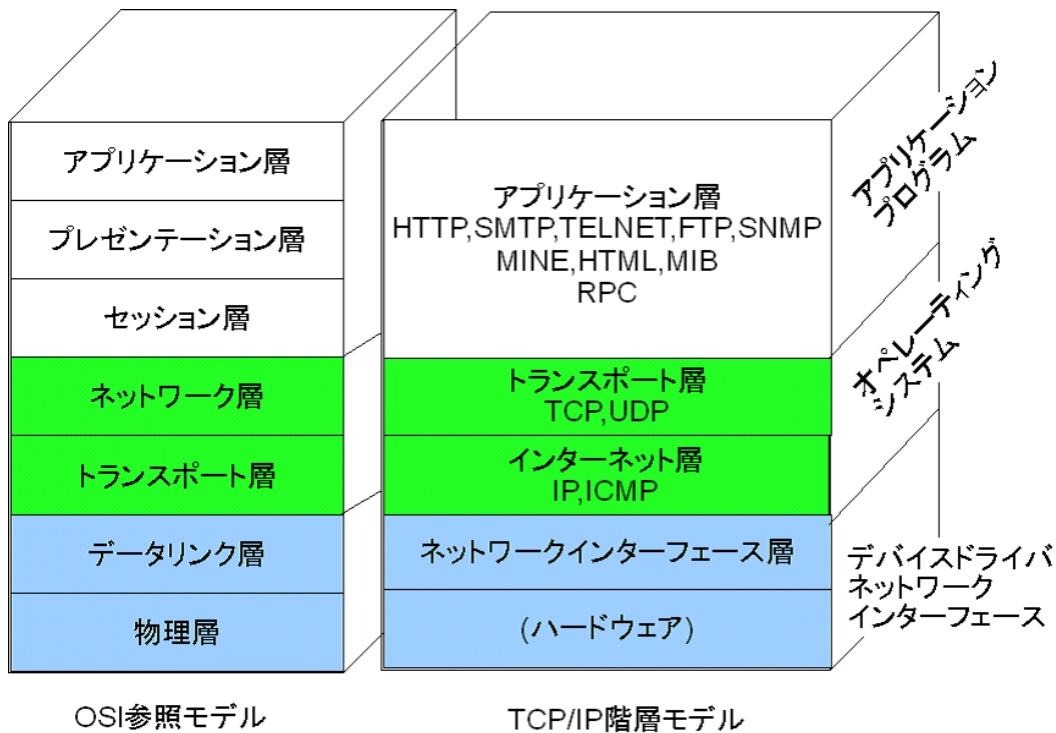 アプリケーション層
プレゼンテーション層
セッション層
ネットワーク層
トランスポート層
データリンク層
物理層
OSI参照モデル
アプリケーション層
HTTP,SMTP,TELNET,FTP,SNMP
MINE,HTML,MIB
RPC
トランスポート層
TCP,UDP
インターネット層
IP,ICMP
ネットワークインターフェース層
(ハードウェア)
TCP/IP階層モデル
アプリケーション
プログラム
オペレーティング
システム
デバイスドライバ
ネットワーク
インターフェース